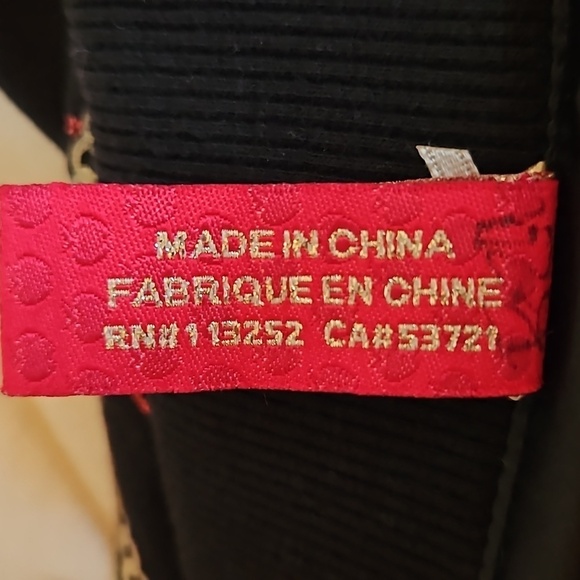 MADE IN CHINA
FABRIQUE EN CHINE
RN# 113252 CA#53721